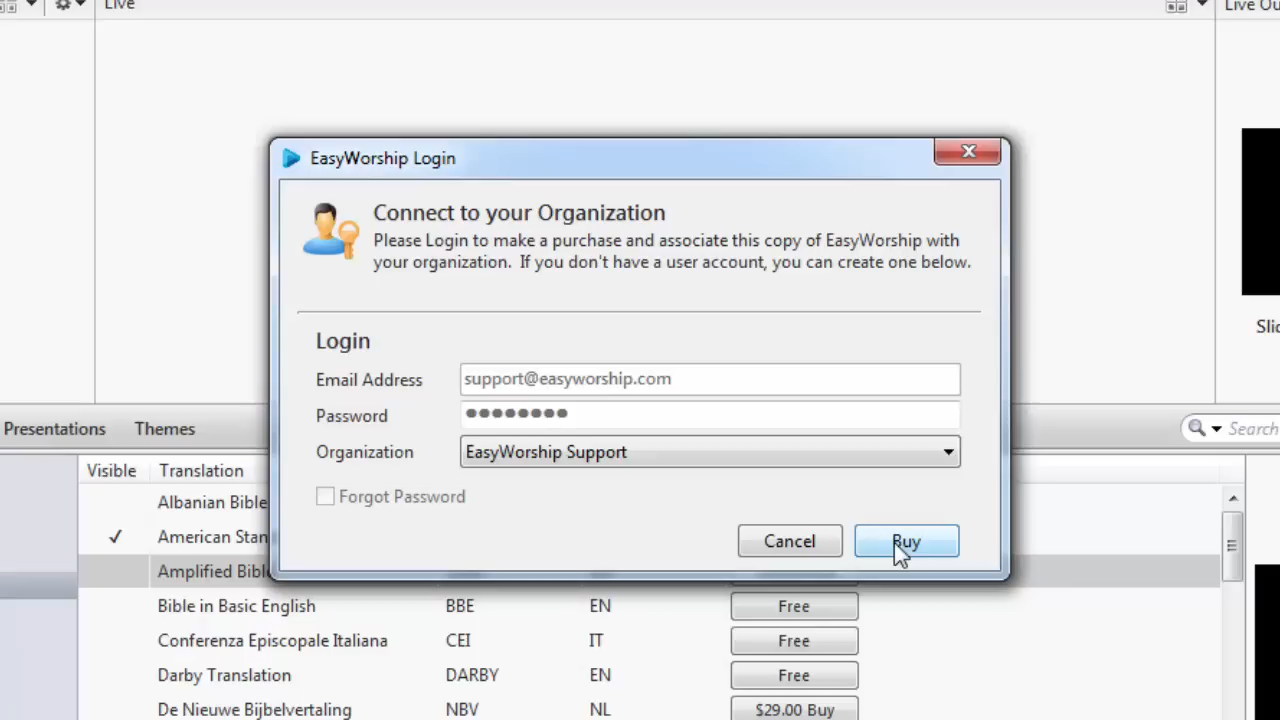 Live
Live Ou
EasyWorship Login
Connect to your Organization
Please Login to make a purchase and associate this copy of EasyWorship with
your organization. If you don't have a user account, you can create one below.
Login
Email Address support@easyworship.com
Password ●●●●●●●●
Organization EasyWorship Support
Forgot Password
Cancel Buy
Slid
Presentations Themes Search
Visible Translation
Albanian Bible
✓ American Stan
Amplified Bibl
Bible in Basic English BBE EN Free
Conferenza Episcopale Italiana CEI IT Free
Darby Translation DARBY EN Free
De Nieuwe Bijbelvertaling NBV NL $29.00 Buy